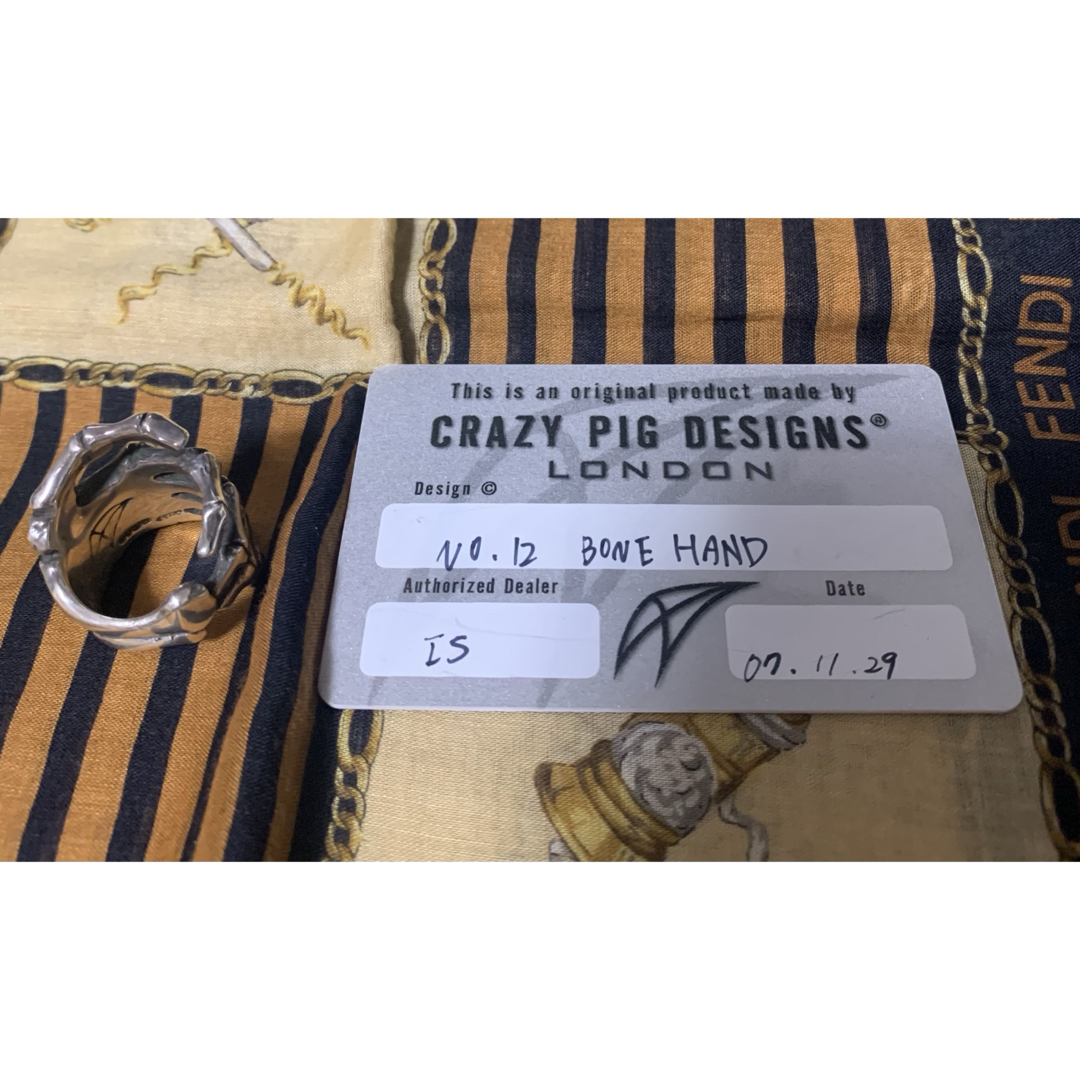 This is an original product made by
CRAZY PIG DESIGNS®
LONDON
Design ©
NO. 12 BONE HAND
Authorized Dealer
Date
IS
07.11.29
FENDI